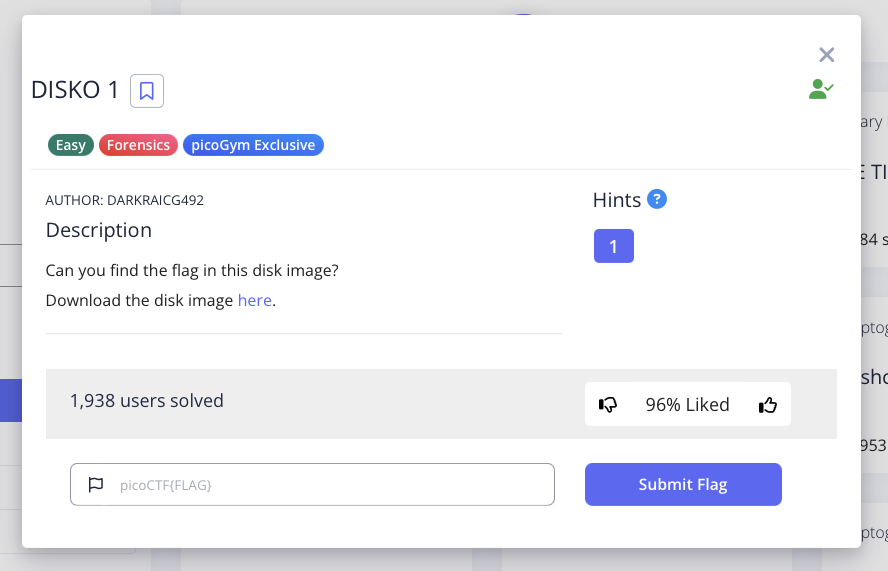 DISKO 1
Easy Forensics picoGym Exclusive
AUTHOR: DARKRAICG492
Hints ?
Description
1
Can you find the flag in this disk image?
Download the disk image here.
1,938 users solved
96% Liked
picoCTF{FLAG}
Submit Flag
ary
E TI
84 s
ptog
sho
953
ptog